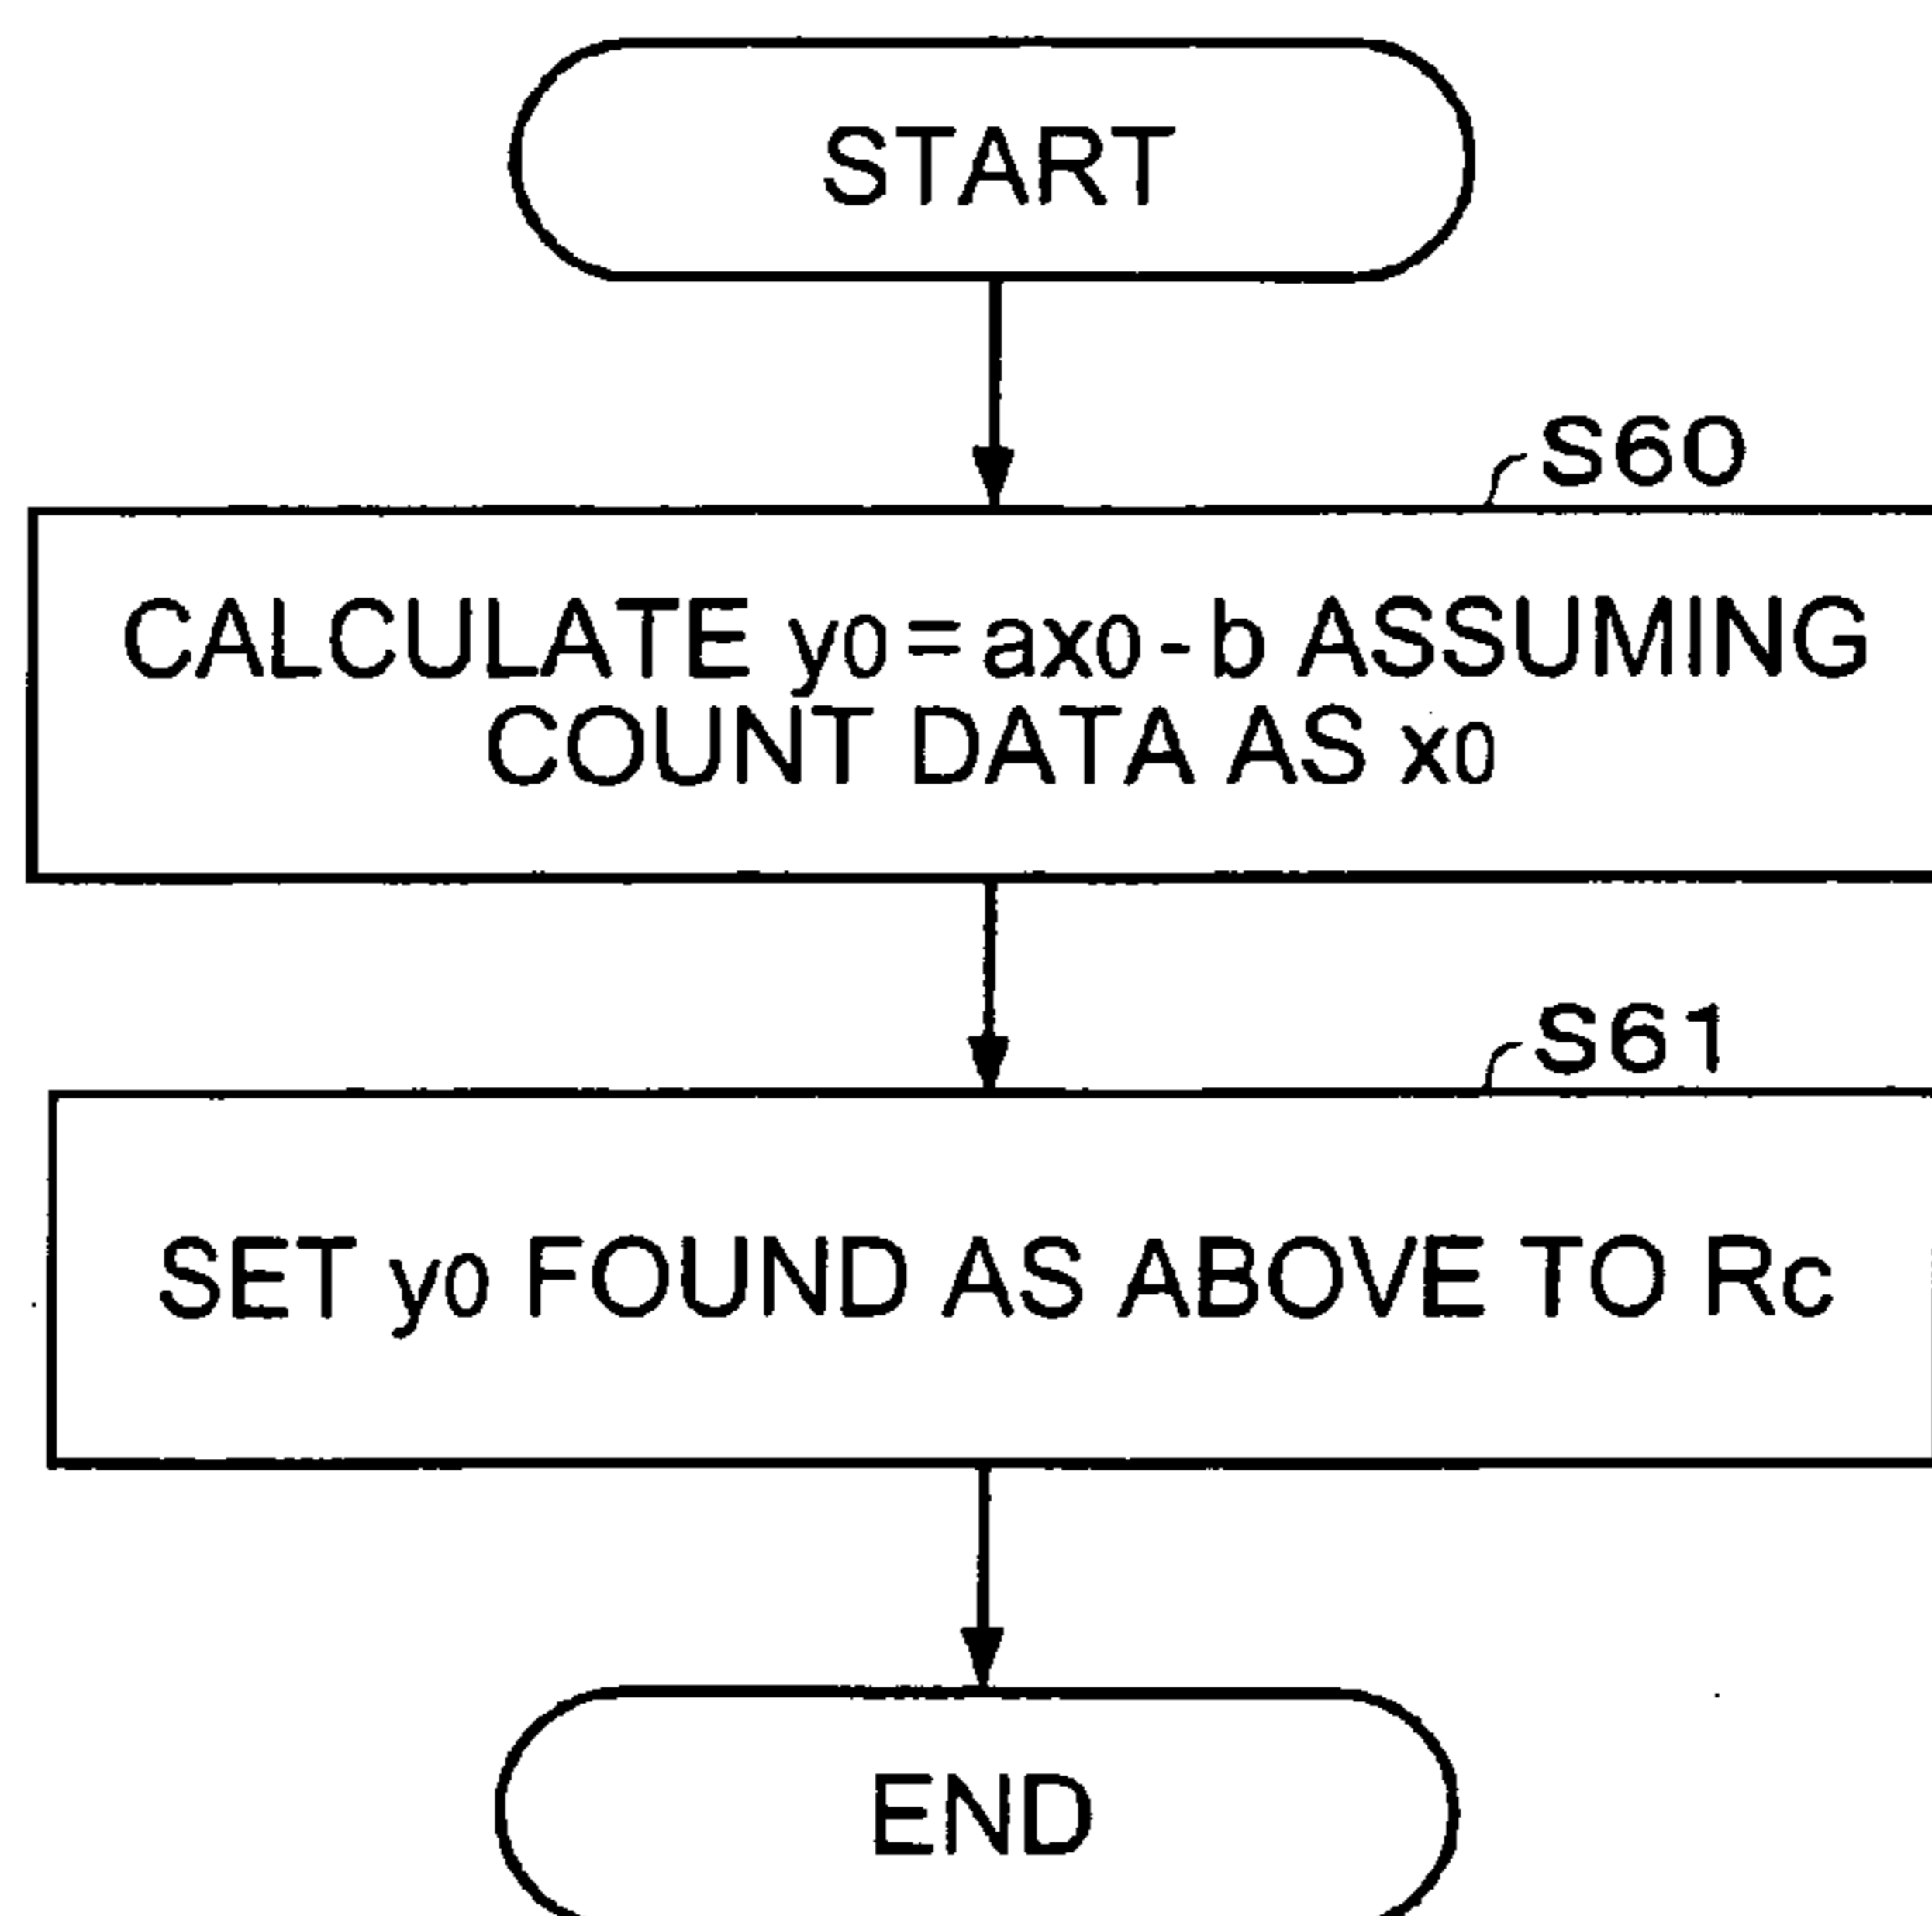 START
S60
CALCULATE y0 = ax0 - b ASSUMING
COUNT DATA AS x0
S61
SET y0 FOUND AS ABOVE TO Rc
END